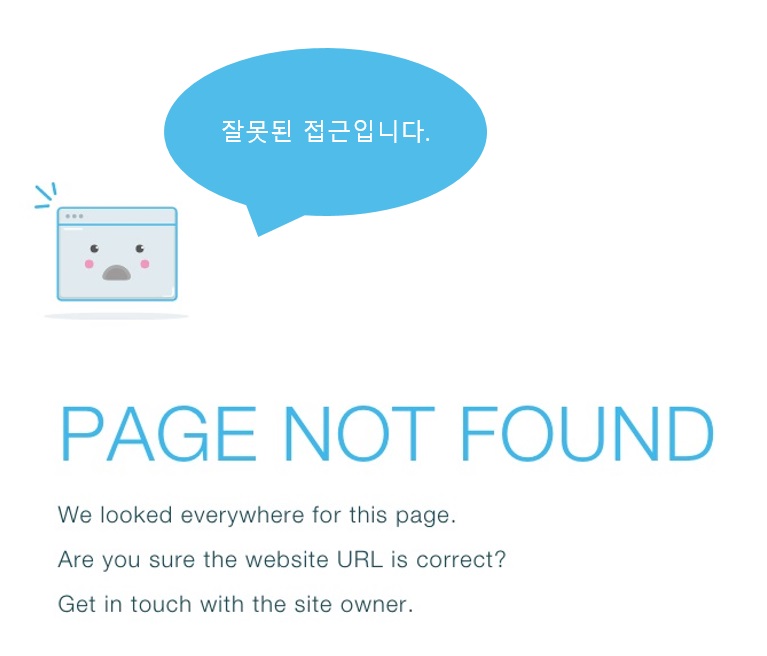 잘못된 접근입니다.
PAGE NOT FOUND
We looked everywhere for this page.
Are you sure the website URL is correct?
Get in touch with the site owner.